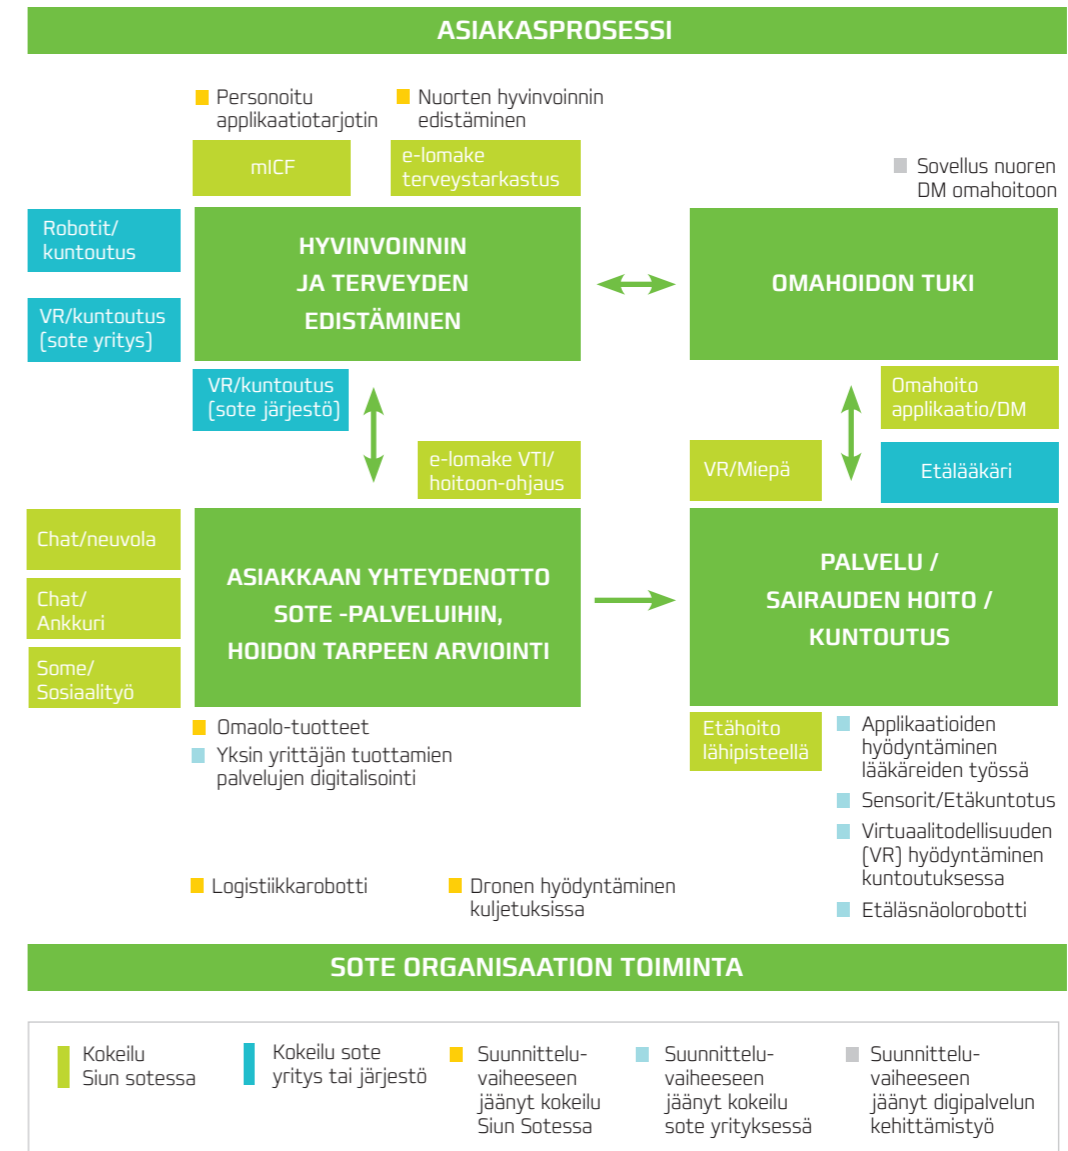 ASIAKASPROSESSI
Personoitu
applikaatiotarjotin
Nuorten hyvinvoinnin
edistäminen
mICF
e-lomake
terveystarkastus
Sovellus nuoren
DM omahoitoon
Robotit/
kuntoutus
VR/kuntoutus
(sote yritys)
HYVINVOINNIN
JA TERVEYDEN
EDISTÄMINEN
OMAHOIDON TUKI
VR/kuntoutus
(sote järjestö)
Omahoito
applikaatio/DM
e-lomake VTI/
hoitoon-ohjaus
VR/Miepä
Etälääkäri
Chat/neuvola
Chat/
Ankkuri
Some/
Sosiaalityö
ASIAKKAAN YHTEYDENOTTO
SOTE -PALVELUIHIN,
HOIDON TARPEEN ARVIOINTI
PALVELU /
SAIRAUDEN HOITO /
KUNTOUTUS
Omaolo-tuotteet
Yksin yrittäjän tuottamien
palvelujen digitalisointi
Etähoito
lähipisteellä
Applikaatioiden
hyödyntäminen
lääkäreiden työssä
Sensorit/Etäkuntotus
Virtuaalitodellisuuden
(VR) hyödyntäminen
kuntoutuksessa
Etäläsnäolorobotti
Logistiikkarobotti
Dronen hyödyntäminen
kuljetuksissa
SOTE ORGANISAATION TOIMINTA
Kokeilu
Siun sotessa
Kokeilu sote
yritys tai järjestö
Suunnittelu-
vaiheeseen
jäänyt kokeilu
Siun Sotessa
Suunnittelu-
vaiheeseen
jäänyt kokeilu
sote yrityksessä
Suunnittelu-
vaiheeseen
jäänyt digipalvelun
kehittämistyö